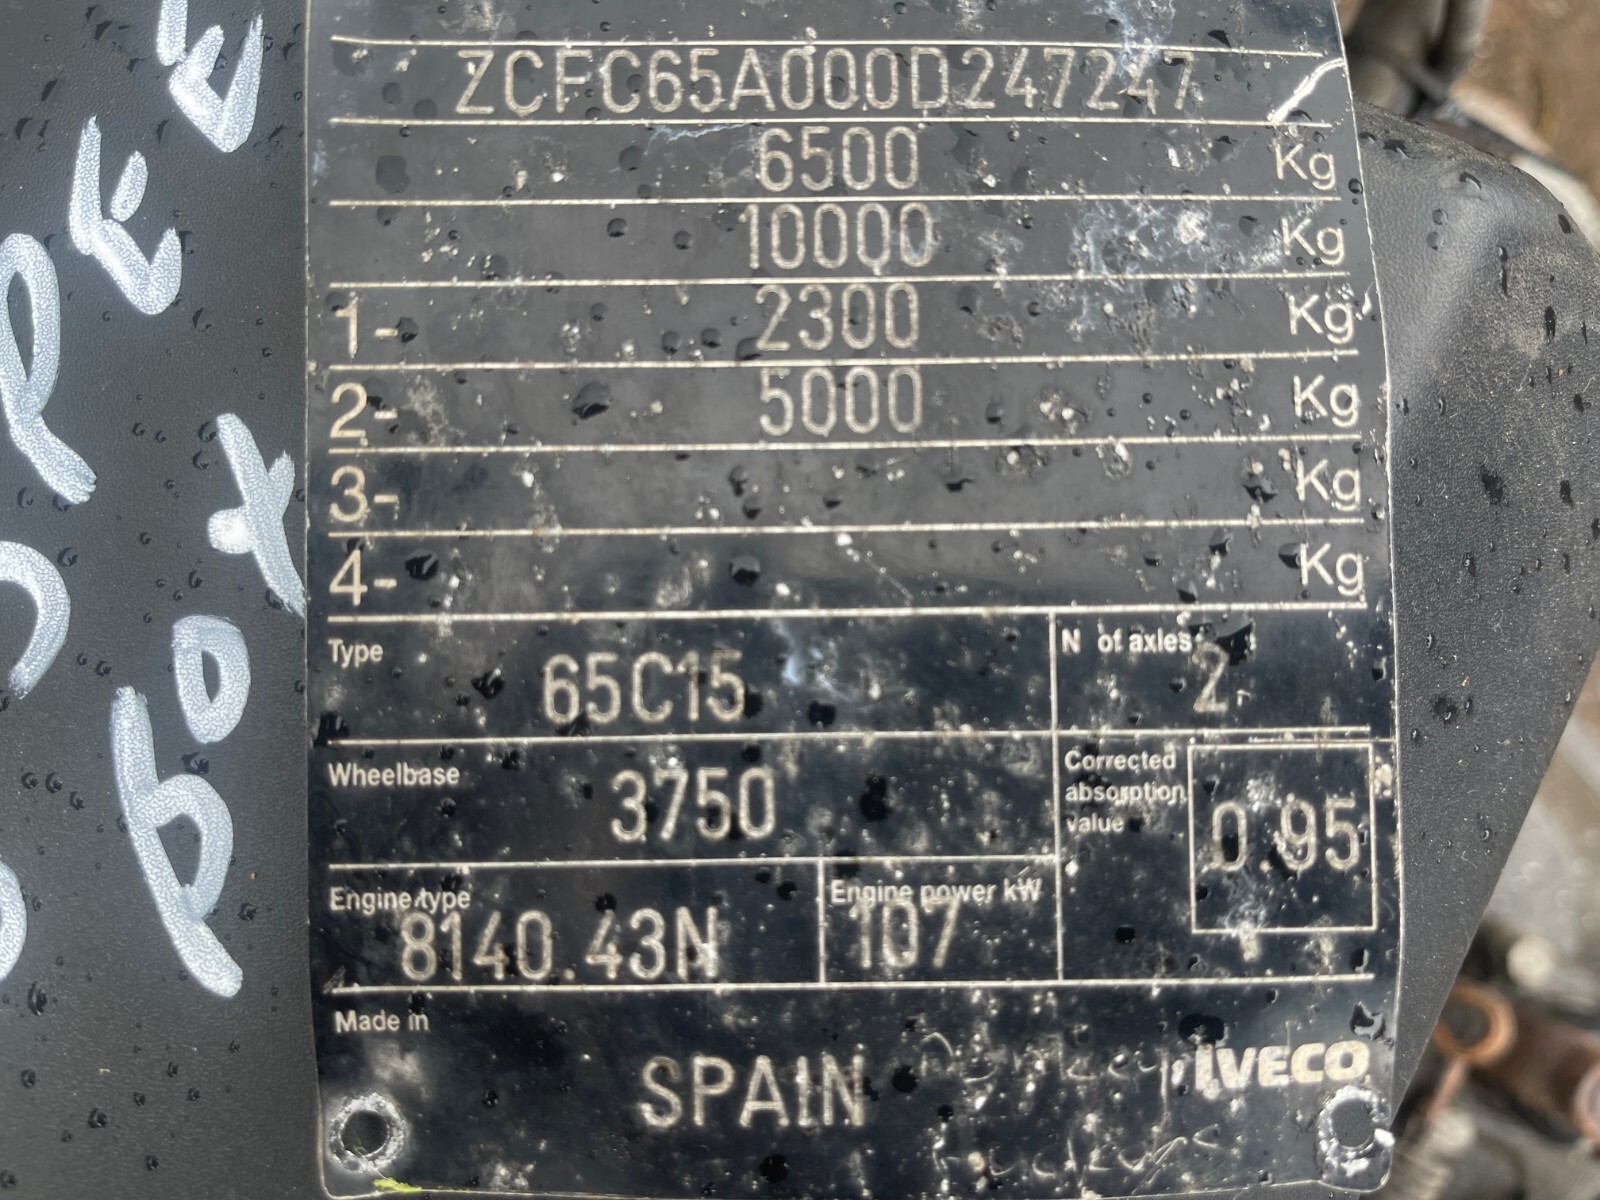 ZCFC65A000D247247
6500 Kg
10000 Kg
1- 2300 Kg
2- 5000 Kg
3- Kg
4- Kg
Type 65C15
N of axles 2
Wheelbase 3750
Corrected absorption value 0.95
Engine type 8140.43N
Engine power kW 107
Made in SPAIN
IVECO